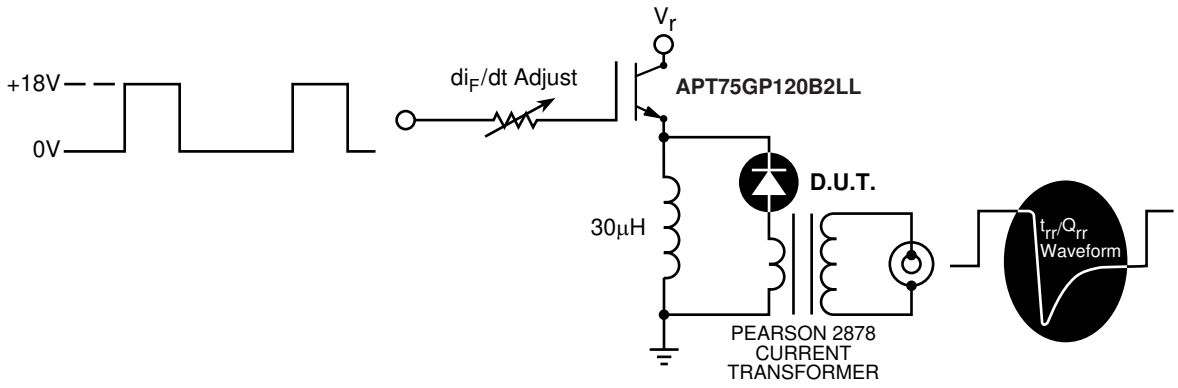 V_r
+18V
di_F/dt Adjust
APT75GP120B2LL
0V
D.U.T.
30μH
t_rr/Q_rr
Waveform
PEARSON 2878
CURRENT
TRANSFORMER